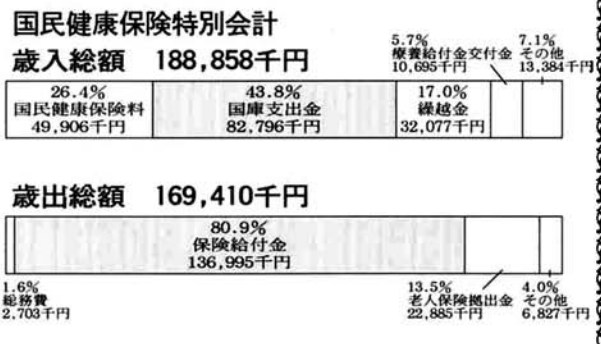 国民健康保険特別会計
歳入総額 188,858千円
5.7%
療養給付金交付金
10,695千円
7.1%
その他
13,384千円
26.4%
国民健康保険料
49,906千円
43.8%
国庫支出金
82,796千円
17.0%
繰越金
32,077千円
歳出総額 169,410千円
80.9%
保険給付金
136,995千円
1.6%
総務費
2,703千円
13.5%
老人保険拠出金
22,885千円
4.0%
その他
6,827千円